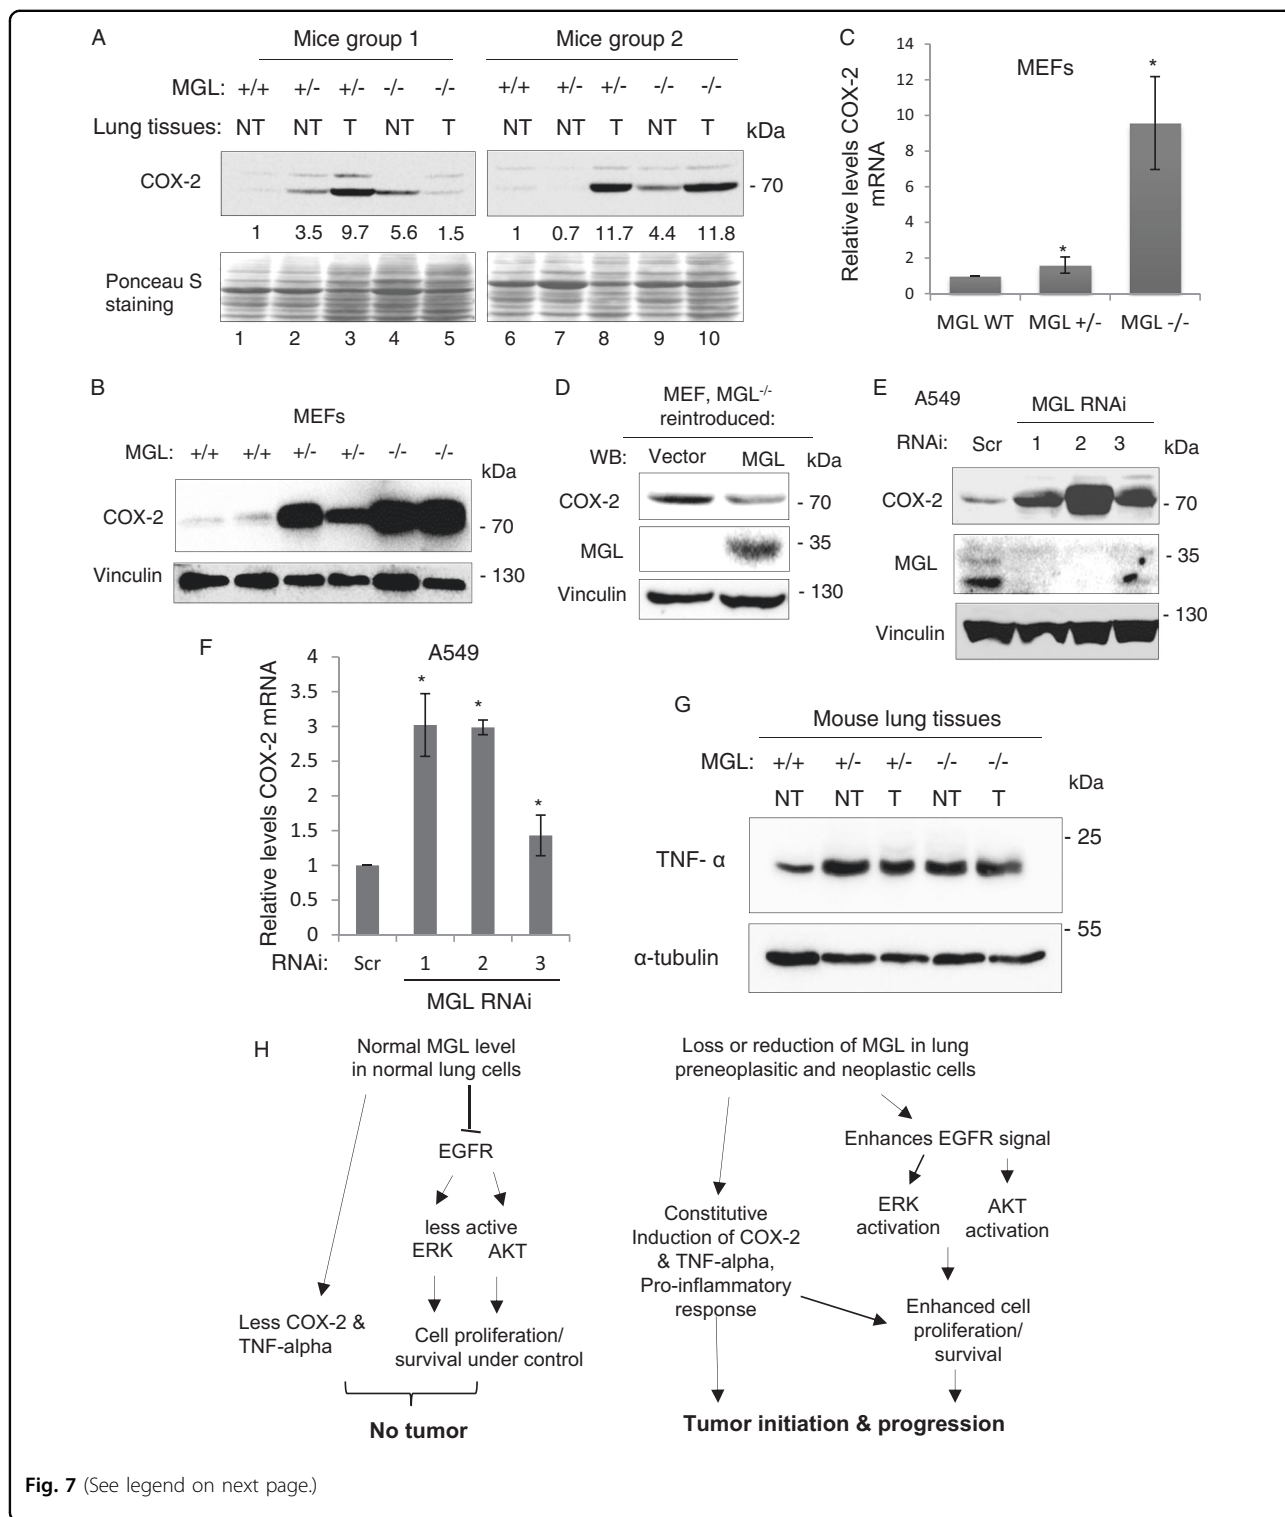 A
Mice group 1
Mice group 2
MGL: +/+ +/- +/- -/- -/- +/+ +/- +/- -/- -/-
Lung tissues: NT NT T NT T NT NT T NT T kDa
COX-2
- 70
1 3.5 9.7 5.6 1.5 1 0.7 11.7 4.4 11.8
Ponceau S
staining
1 2 3 4 5 6 7 8 9 10
C
Relative levels COX-2
mRNA
14
12
10
8
6
4
2
0
MEFs
*
*
MGL WT MGL +/- MGL -/-
B
MEFs
MGL: +/+ +/+ +/- +/- -/- -/-
kDa
COX-2
- 70
Vinculin
- 130
D
MEF, MGL-/-
reintroduced:
WB: Vector MGL kDa
COX-2
- 70
MGL
- 35
Vinculin
- 130
E
A549
MGL RNAi
RNAi: Scr 1 2 3 kDa
COX-2
- 70
MGL
- 35
Vinculin
- 130
F
Relative levels COX-2 mRNA
A549
4
3.5
3
2.5
2
1.5
1
0.5
0
*
*
*
RNAi: Scr 1 2 3
MGL RNAi
G
Mouse lung tissues
MGL: +/+ +/- +/- -/- -/-
NT NT T NT T
kDa
TNF- α
- 25
α-tubulin
- 55
H
Normal MGL level
in normal lung cells
EGFR
less active
ERK AKT
Less COX-2 &
TNF-alpha
Cell proliferation/
survival under control
No tumor
Loss or reduction of MGL in lung
preneoplasitic and neoplastic cells
Enhances EGFR signal
ERK
activation
AKT
activation
Constitutive
Induction of COX-2
& TNF-alpha,
Pro-inflammatory
response
Enhanced cell
proliferation/
survival
Tumor initiation & progression
Fig. 7 (See legend on next page.)